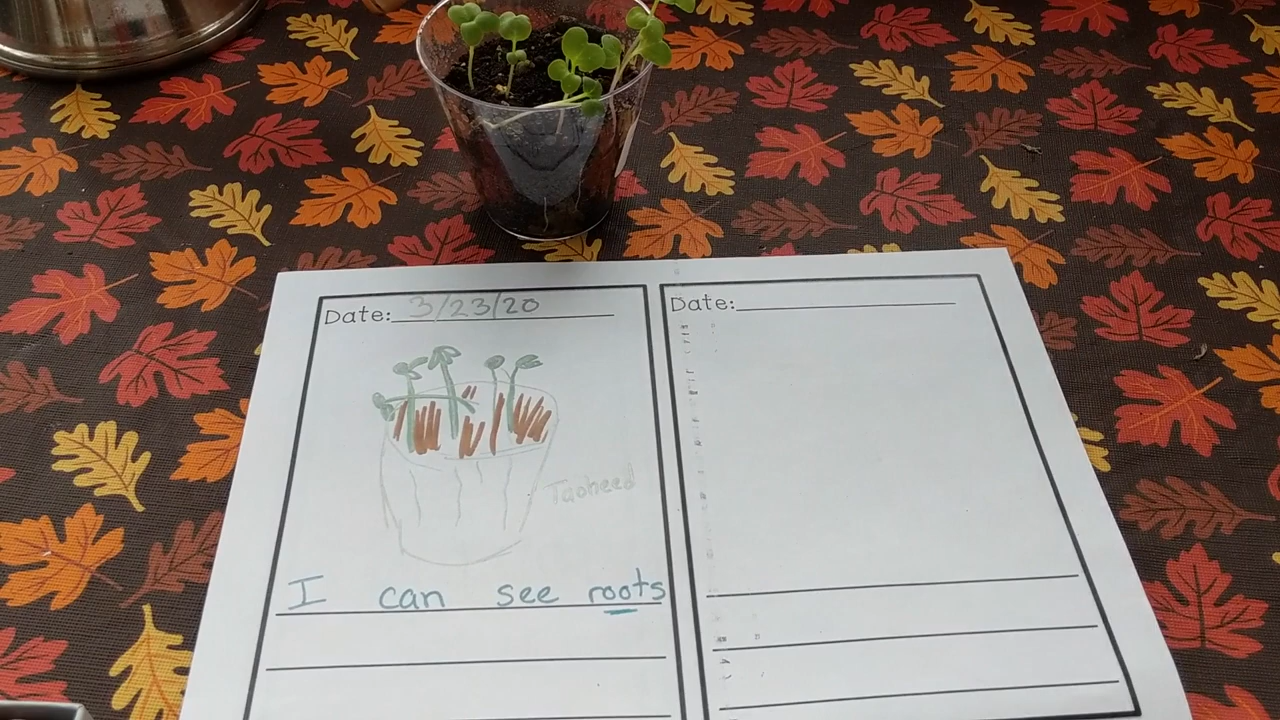 Date: 3/23/20
Taoheed
I can see roots
Date: